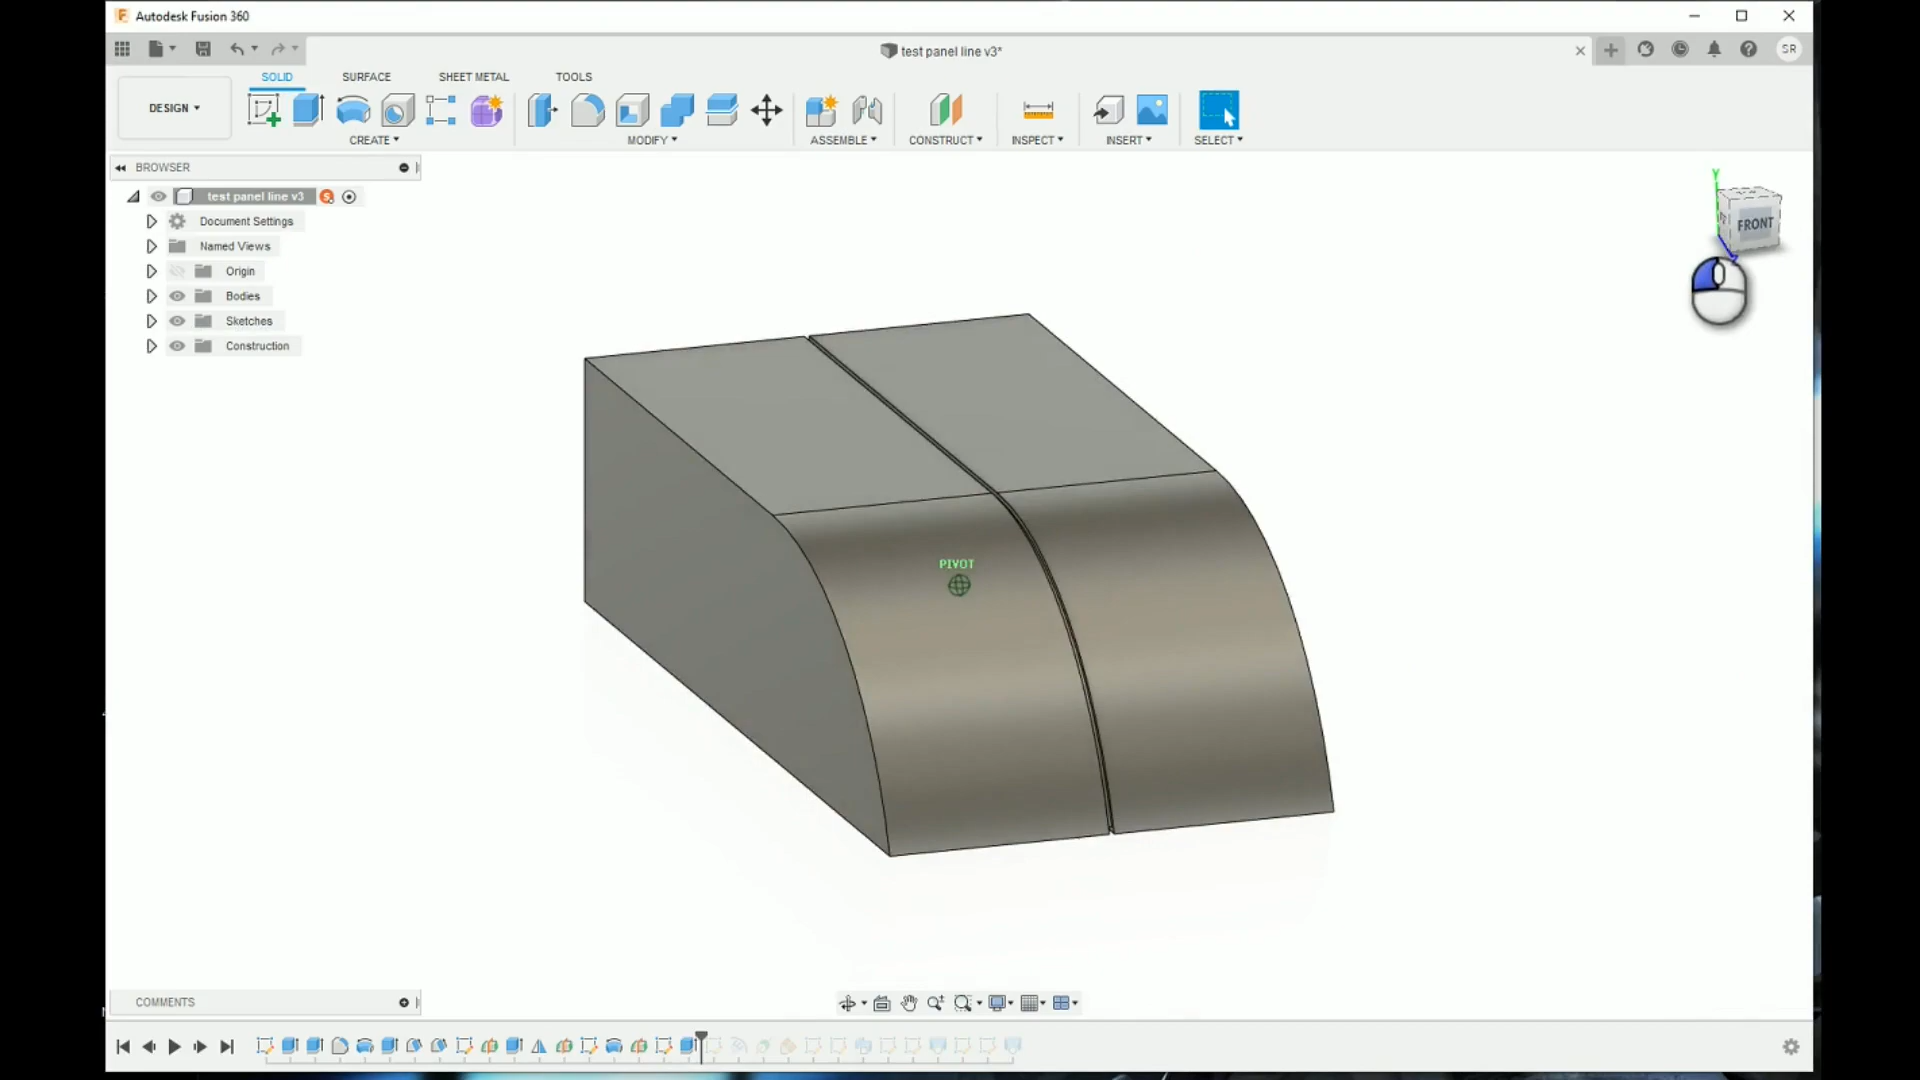 Autodesk Fusion 360
test panel line v3*
SR
SOLID SURFACE SHEET METAL TOOLS
DESIGN
CREATE MODIFY ASSEMBLE CONSTRUCT INSPECT INSERT SELECT
BROWSER
test panel line v3
Document Settings
Named Views
Origin
Bodies
Sketches
Construction
Y
FRONT
PIVOT
COMMENTS